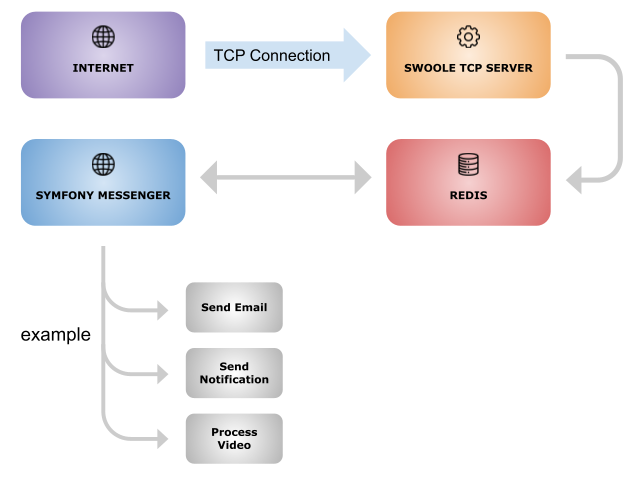 INTERNET
TCP Connection
SWOOLE TCP SERVER
SYMFONY MESSENGER
REDIS
example
Send Email
Send
Notification
Process
Video